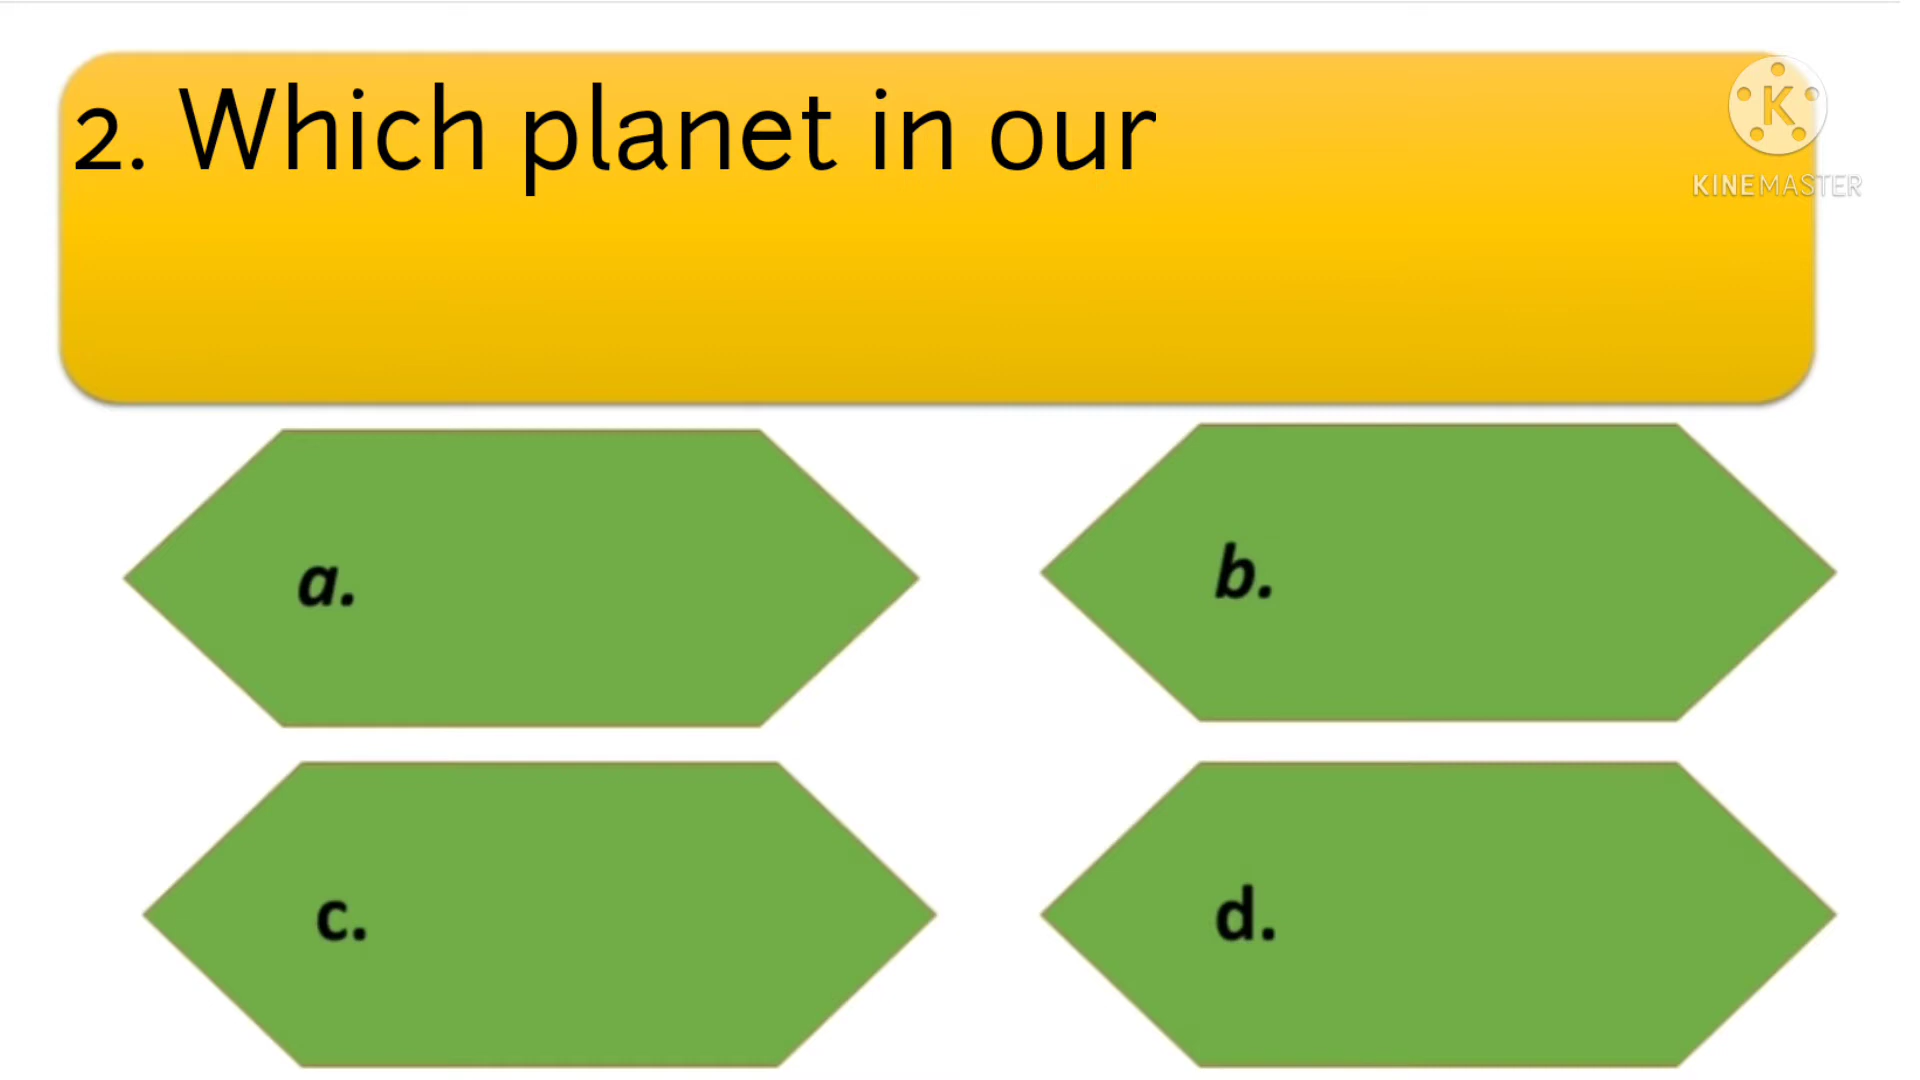 2. Which planet in our
K
KINEMASTER
a.
b.
c.
d.